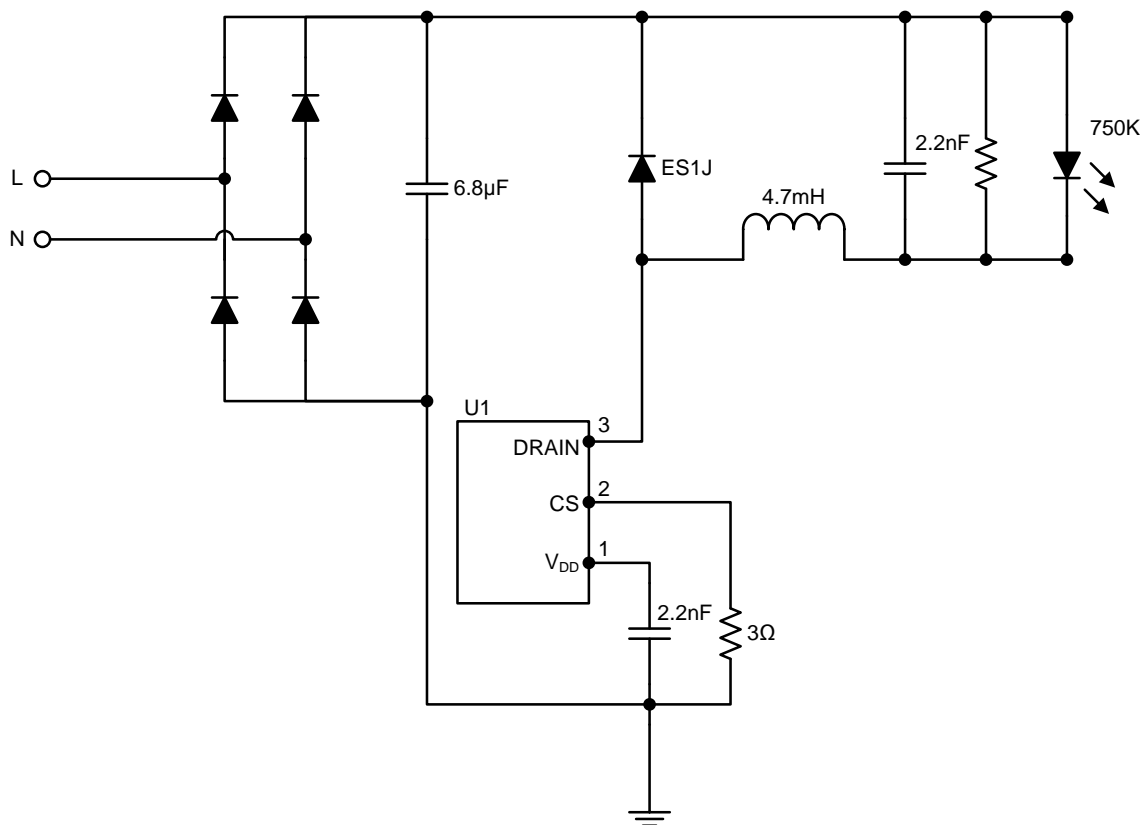 750K
2.2nF
ES1J
L
6.8µF
4.7mH
N
U1
3
DRAIN
2
CS
1
VDD
2.2nF
3Ω